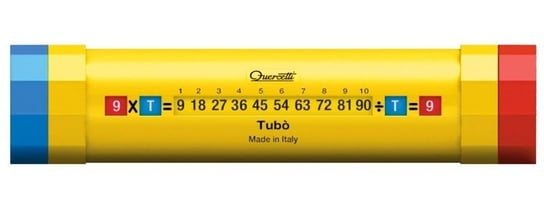 Quercetti
1 2 3 4 5 6 7 8 9 10
9 X T = 9 18 27 36 45 54 63 72 81 90 ÷ T = 9
Tubò
Made in Italy